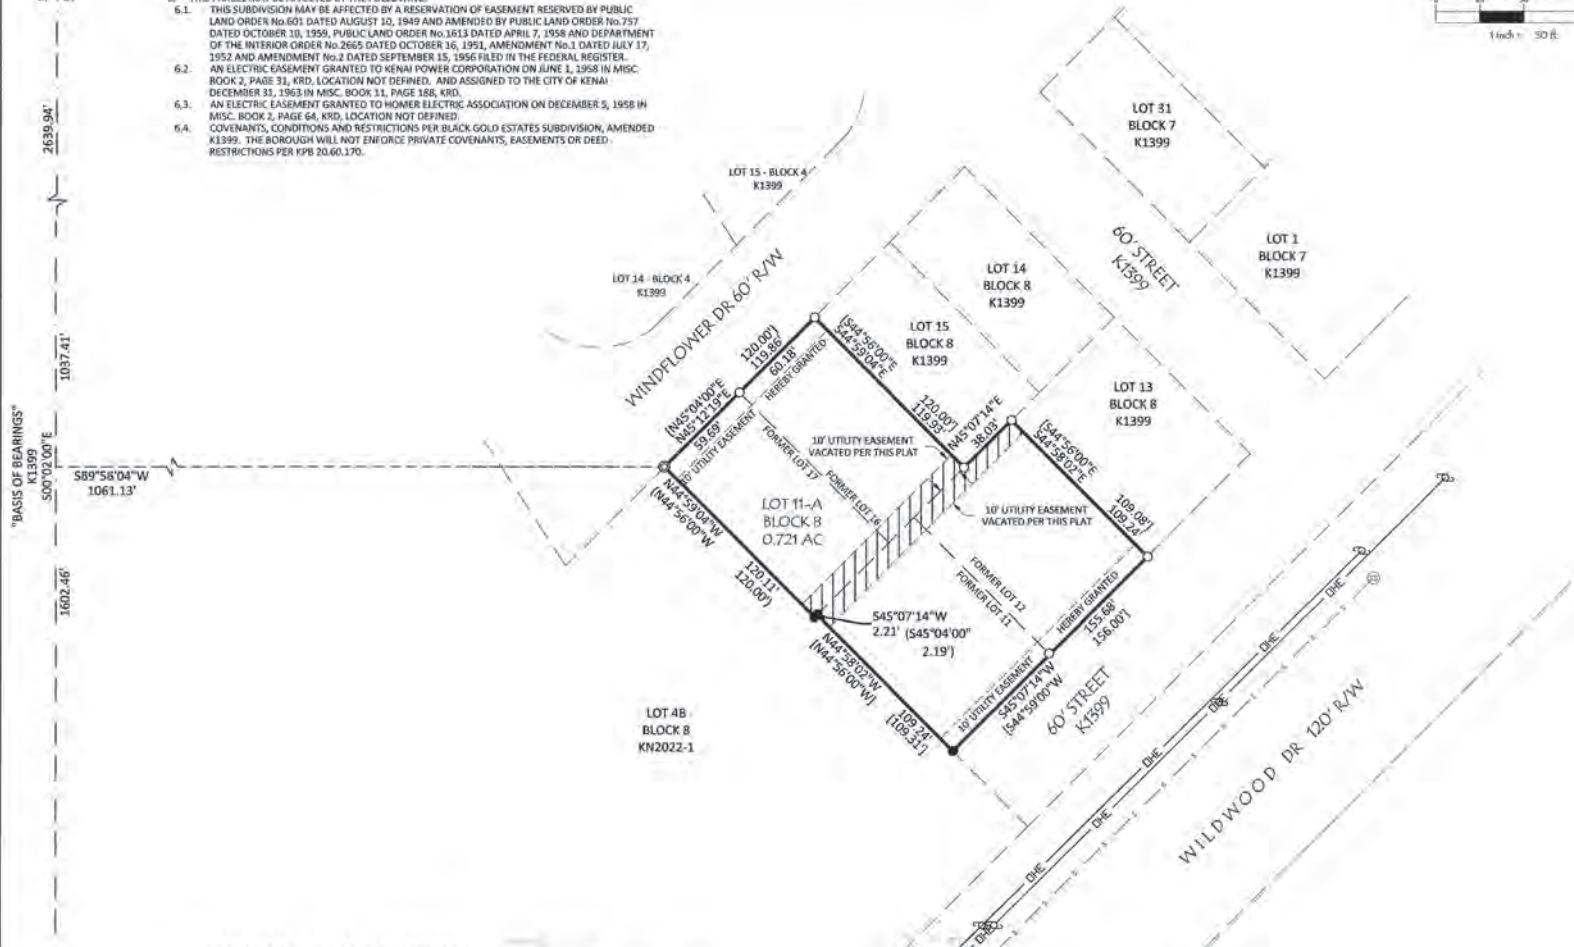 6.1. THIS SUBDIVISION MAY BE AFFECTED BY A RESERVATION OF EASEMENT RESERVED BY PUBLIC
LAND ORDER No.601 DATED AUGUST 10, 1949 AND AMENDED BY PUBLIC LAND ORDER No.757
DATED OCTOBER 10, 1959, PUBLIC LAND ORDER No.1613 DATED APRIL 7, 1958 AND DEPARTMENT
OF THE INTERIOR ORDER No.2665 DATED OCTOBER 16, 1951, AMENDMENT No.1 DATED JULY 17,
1952 AND AMENDMENT No.2 DATED SEPTEMBER 15, 1956 FILED IN THE FEDERAL REGISTER.
6.2. AN ELECTRIC EASEMENT GRANTED TO KENAI POWER CORPORATION ON JUNE 1, 1958 IN MISC.
BOOK 2, PAGE 31, KRD, LOCATION NOT DEFINED. AND ASSIGNED TO THE CITY OF KENAI
DECEMBER 31, 1963 IN MISC. BOOK 11, PAGE 188, KRD.
6.3. AN ELECTRIC EASEMENT GRANTED TO HOMER ELECTRIC ASSOCIATION ON DECEMBER 5, 1958 IN
MISC. BOOK 2, PAGE 64, KRD, LOCATION NOT DEFINED.
6.4. COVENANTS, CONDITIONS AND RESTRICTIONS PER BLACK GOLD ESTATES SUBDIVISION, AMENDED
K1399. THE BOROUGH WILL NOT ENFORCE PRIVATE COVENANTS, EASEMENTS OR DEED
RESTRICTIONS PER KPB 20.60.170.
1 inch = 50 ft.
2639.94'
1037.41'
1602.46'
"BASIS OF BEARINGS"
K1399
S00°02'00"E
S89°58'04"W
1061.13'
LOT 31
BLOCK 7
K1399
LOT 1
BLOCK 7
K1399
60' STREET
K1399
LOT 15 - BLOCK 4
K1399
LOT 14 - BLOCK 4
K1399
WINDFLOWER DR 60' R/W
LOT 14
BLOCK 8
K1399
LOT 15
BLOCK 8
K1399
LOT 13
BLOCK 8
K1399
120.00')
119.86'
60.18'
HEREBY GRANTED
(N45°04'00"E
N45°12'19"E
59.69'
10' UTILITY EASEMENT
[S44°56'00"E
S44°59'04"E
120.00']
119.93'
N45°07'14"E
38.03'
[S44°56'00"E
S44°58'02"E
109.08']
109.24'
FORMER LOT 17
FORMER LOT 16
10' UTILITY EASEMENT
VACATED PER THIS PLAT
10' UTILITY EASEMENT
VACATED PER THIS PLAT
LOT 11-A
BLOCK 8
0.721 AC
N44°59'04"W
(N44°56'00"W
120.11'
120.00')
FORMER LOT 12
FORMER LOT 11
S45°07'14"W
2.21' (S45°04'00"
2.19')
N44°58'02"W
[N44°56'00"W]
109.24'
[109.31']
HEREBY GRANTED
155.68'
156.00']
10' UTILITY EASEMENT
S45°07'14"W
[S44°59'00"W
60' STREET
K1399
LOT 4B
BLOCK 8
KN2022-1
OHE
OHE
OHE
OHE
OHE
OHE
OHE
WILDWOOD DR 120' R/W